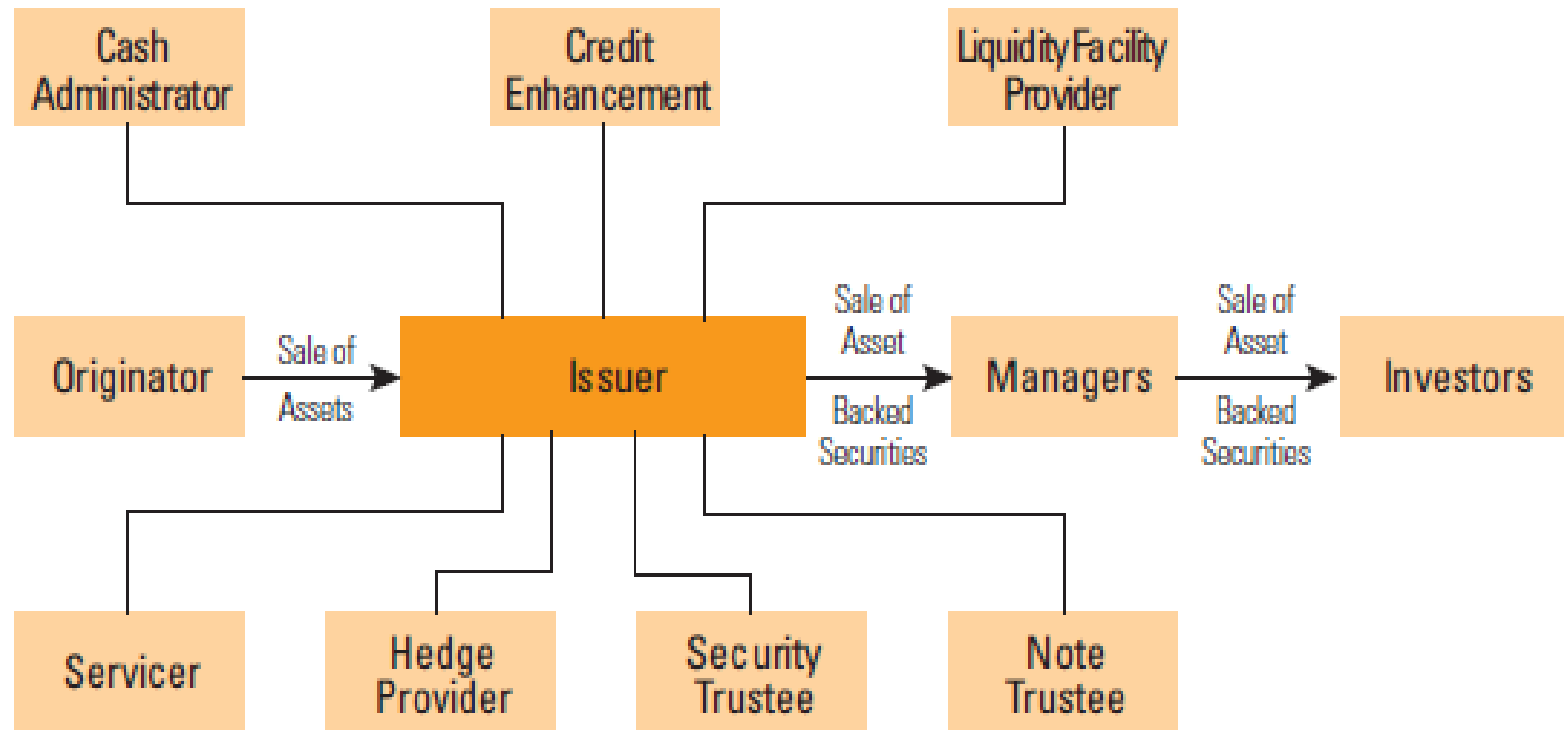 Cash
Administrator
Credit
Enhancement
Liquidity Facility
Provider
Originator
Sale of
Assets
Issuer
Sale of
Asset
Backed
Securities
Managers
Sale of
Asset
Backed
Securities
Investors
Servicer
Hedge
Provider
Security
Trustee
Note
Trustee